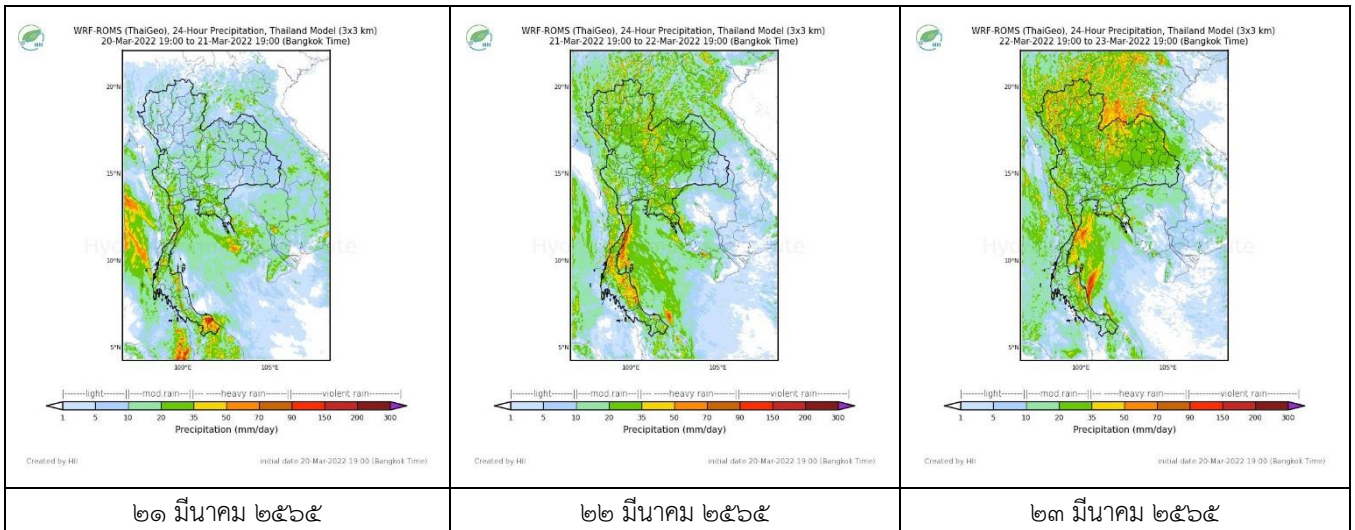 WRF-ROMS (ThaiGeo), 24-Hour Precipitation, Thailand Model (3x3 km)
20-Mar-2022 19:00 to 21-Mar-2022 19:00 (Bangkok Time)
HII
20°N
15°N
10°N
5°N
100°E
105°E
|-------light-------||---mod.rain---||--- ----heavy rain----||------violent rain------|
1 5 10 20 35 50 70 90 150 200 300
Precipitation (mm/day)
Created by HII
initial date 20-Mar-2022 19:00 (Bangkok Time)
๒๑ มีนาคม ๒๕๖๕
WRF-ROMS (ThaiGeo), 24-Hour Precipitation, Thailand Model (3x3 km)
21-Mar-2022 19:00 to 22-Mar-2022 19:00 (Bangkok Time)
HII
20°N
15°N
10°N
5°N
100°E
105°E
|-------light-------||---mod.rain---||--- ----heavy rain----||------violent rain------|
1 5 10 20 35 50 70 90 150 200 300
Precipitation (mm/day)
Created by HII
initial date 20-Mar-2022 19:00 (Bangkok Time)
๒๒ มีนาคม ๒๕๖๕
WRF-ROMS (ThaiGeo), 24-Hour Precipitation, Thailand Model (3x3 km)
22-Mar-2022 19:00 to 23-Mar-2022 19:00 (Bangkok Time)
HII
20°N
15°N
10°N
5°N
100°E
105°E
|-------light-------||---mod.rain---||--- ----heavy rain----||------violent rain------|
1 5 10 20 35 50 70 90 150 200 300
Precipitation (mm/day)
Created by HII
initial date 20-Mar-2022 19:00 (Bangkok Time)
๒๓ มีนาคม ๒๕๖๕